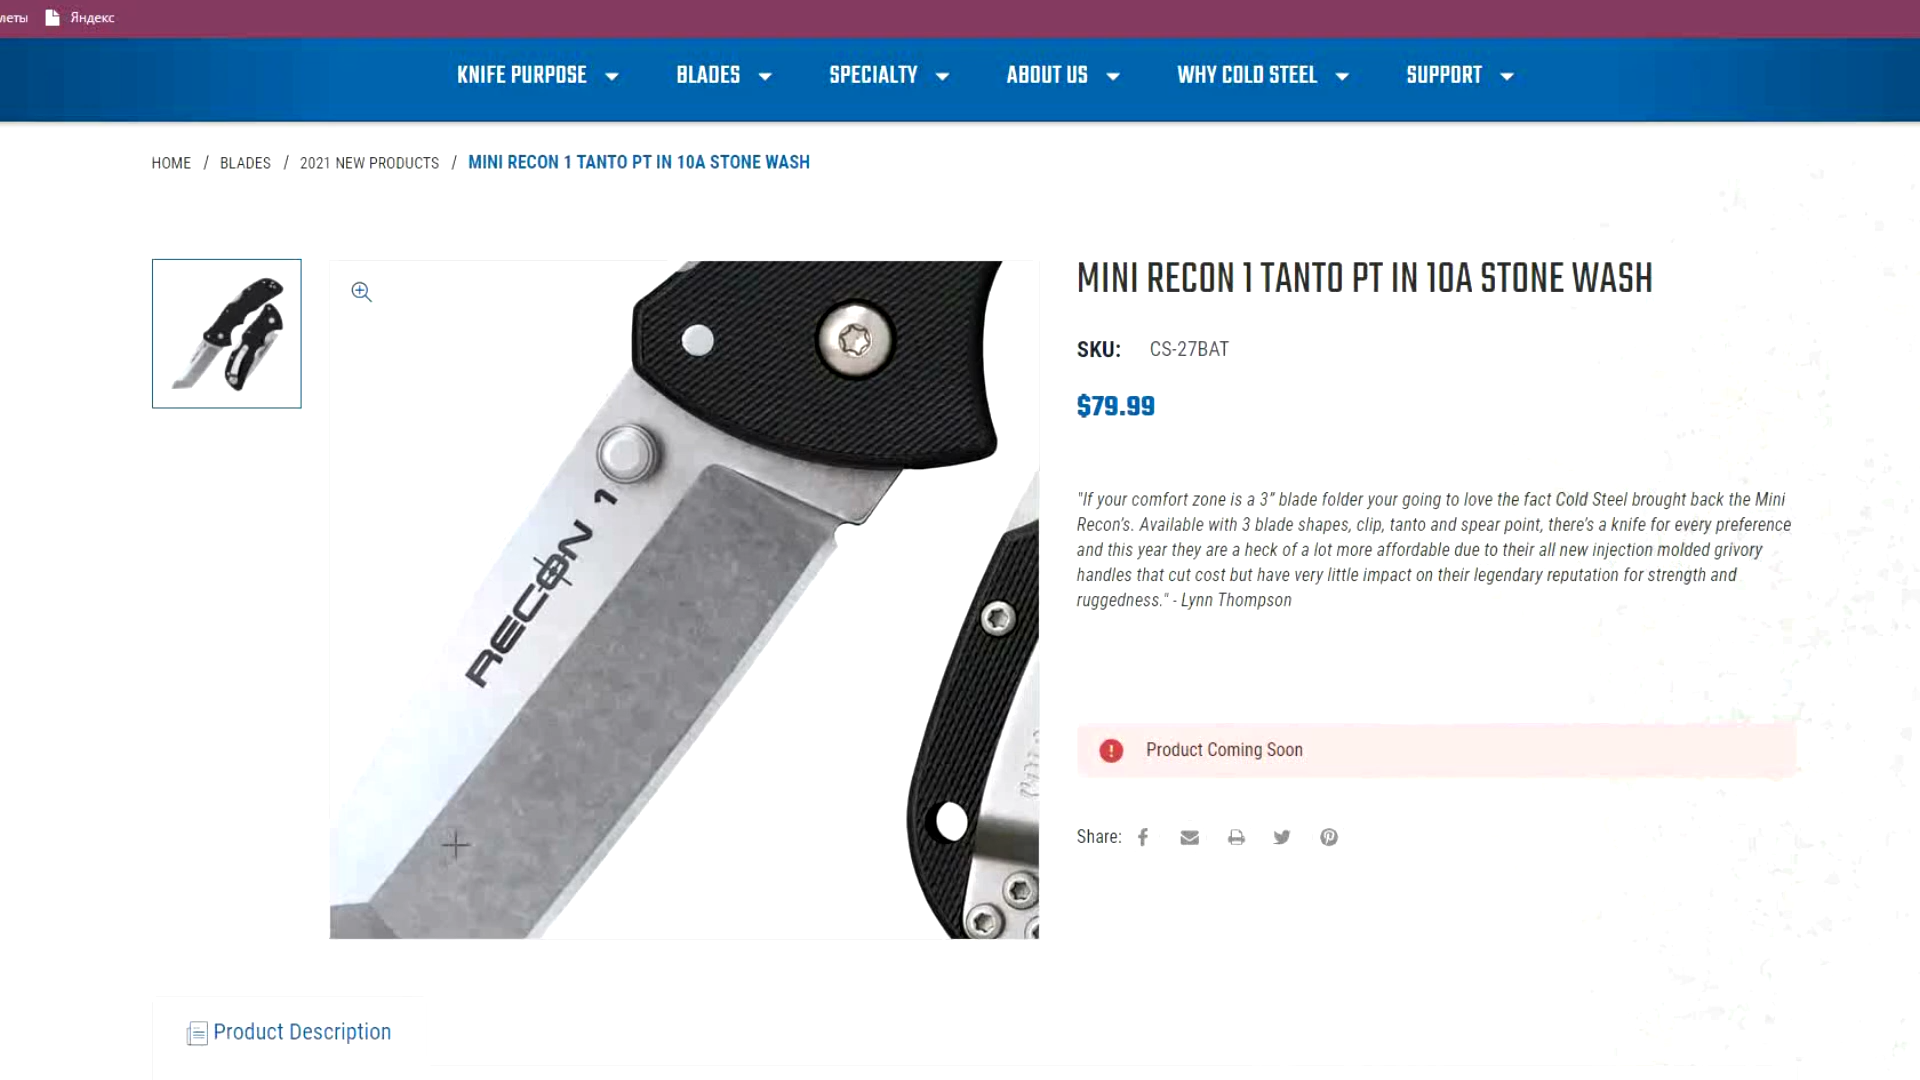 леты Яндекс
KNIFE PURPOSE BLADES SPECIALTY ABOUT US WHY COLD STEEL SUPPORT
HOME / BLADES / 2021 NEW PRODUCTS / MINI RECON 1 TANTO PT IN 10A STONE WASH
MINI RECON 1 TANTO PT IN 10A STONE WASH
SKU: CS-27BAT
$79.99
"If your comfort zone is a 3” blade folder your going to love the fact Cold Steel brought back the Mini
Recon's. Available with 3 blade shapes, clip, tanto and spear point, there's a knife for every preference
and this year they are a heck of a lot more affordable due to their all new injection molded grivory
handles that cut cost but have very little impact on their legendary reputation for strength and
ruggedness." - Lynn Thompson
RECON 1
Product Coming Soon
Share:
Product Description